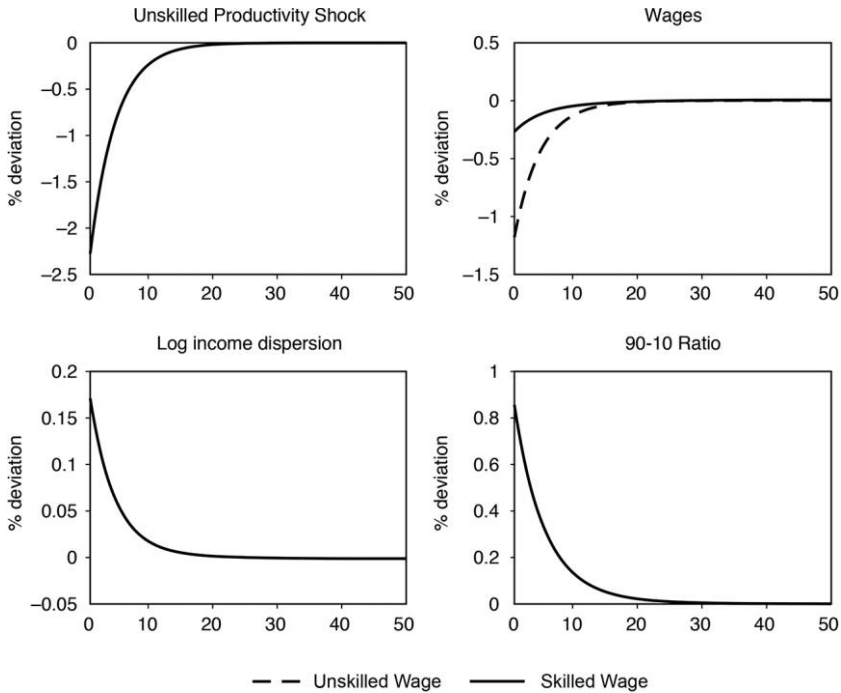 Unskilled Productivity Shock
% deviation
0
–0.5
–1
–1.5
–2
–2.5
0 10 20 30 40 50
Wages
% deviation
0.5
0
–0.5
–1
–1.5
0 10 20 30 40 50
Log income dispersion
% deviation
0.2
0.15
0.1
0.05
0
–0.05
0 10 20 30 40 50
90-10 Ratio
% deviation
1
0.8
0.6
0.4
0.2
0
0 10 20 30 40 50
Unskilled Wage Skilled Wage